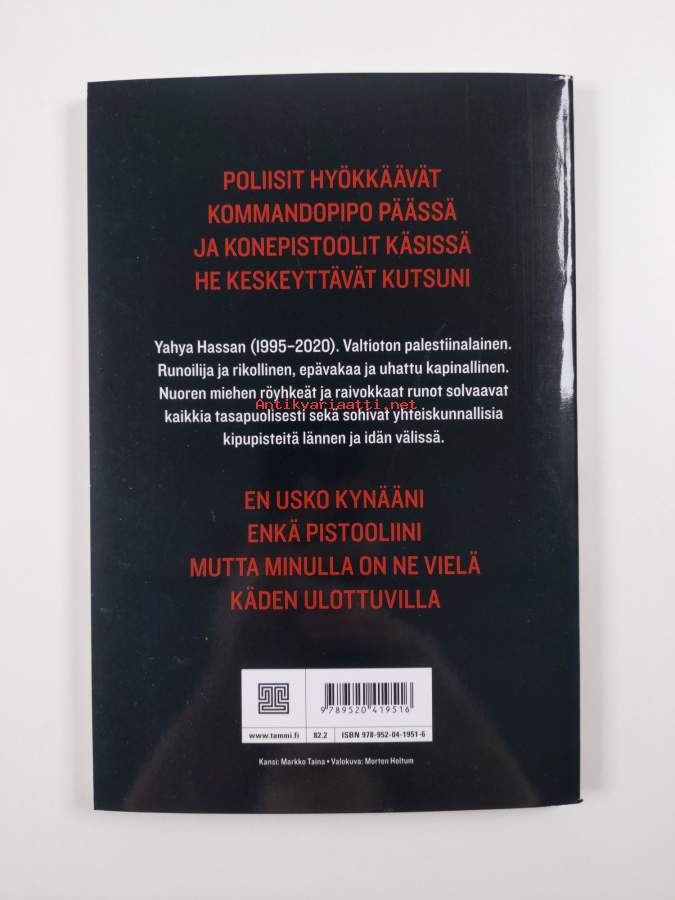 POLIISIT HYÖKKÄÄVÄT
KOMMANDOPIPO PÄÄSSÄ
JA KONEPISTOOLIT KÄSISSÄ
HE KESKEYTTÄVÄT KUTSUNI
Yahya Hassan (1995–2020). Valtioton palestiinalainen.
Runoilija ja rikollinen, epävakaa ja uhattu kapinallinen.
Nuoren miehen röyhkeät ja raivokkaat runot solvaavat
Antikvariaatti.net
kaikkia tasapuolisesti sekä sohivat yhteiskunnallisia
kipupisteitä lännen ja idän välissä.
EN USKO KYNÄÄNI
ENKÄ PISTOOLIINI
MUTTA MINULLA ON NE VIELÄ
KÄDEN ULOTTUVILLA
9 789520 419516
www.tammi.fi 82.2 ISBN 978-952-04-1951-6
Kansi: Markko Taina • Valokuva: Morten Holtum